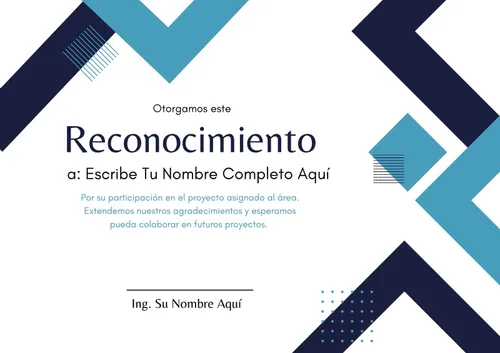 Otorgamos este
Reconocimiento
a: Escribe Tu Nombre Completo Aquí
Por su participación en el proyecto asignado al área.
Extendemos nuestros agradecimientos y esperamos
pueda colaborar en futuros proyectos.
Ing. Su Nombre Aquí